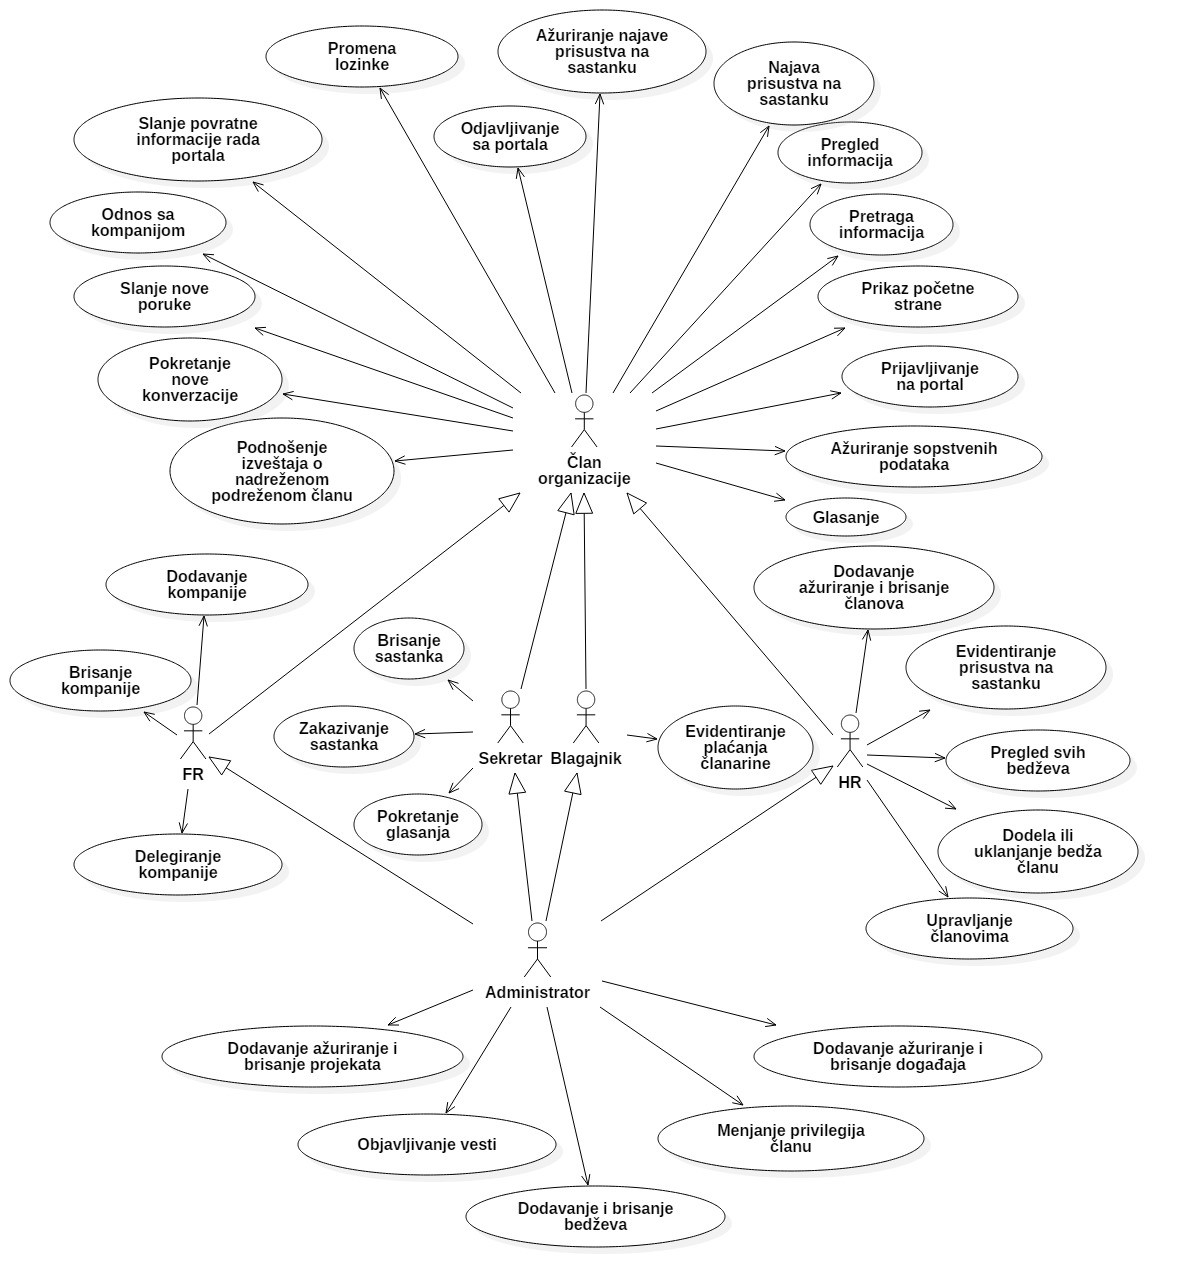 Promena
lozinke
Ažuriranje najave
prisustva na
sastanku
Najava
prisustva na
sastanku
Slanje povratne
informacije rada
portala
Odjavljivanje
sa portala
Pregled
informacija
Odnos sa
kompanijom
Pretraga
informacija
Slanje nove
poruke
Prikaz početne
strane
Pokretanje
nove
konverzacije
Prijavljivanje
na portal
Podnošenje
izveštaja o
nadreženom
podreženom članu
Član
organizacije
Ažuriranje sopstvenih
podataka
Glasanje
Dodavanje
kompanije
Dodavanje
ažuriranje i brisanje
članova
Brisanje
sastanka
Evidentiranje
prisustva na
sastanku
Brisanje
kompanije
Zakazivanje
sastanka
Sekretar
Blagajnik
Evidentiranje
plaćanja
članarine
Pregled svih
bedževa
FR
HR
Pokretanje
glasanja
Dodela ili
uklanjanje bedža
članu
Delegiranje
kompanije
Upravljanje
članovima
Administrator
Dodavanje ažuriranje i
brisanje projekata
Dodavanje ažuriranje i
brisanje događaja
Objavljivanje vesti
Menjanje privilegija
članu
Dodavanje i brisanje
bedževa